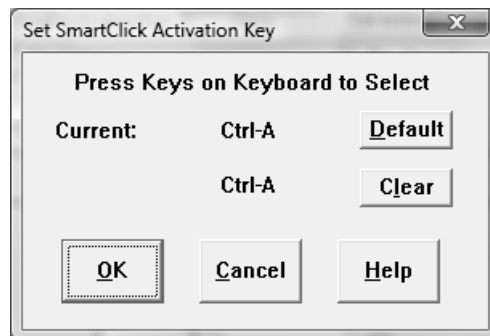 Set SmartClick Activation Key
Press Keys on Keyboard to Select
Current: Ctrl-A Default
Ctrl-A Clear
OK Cancel Help